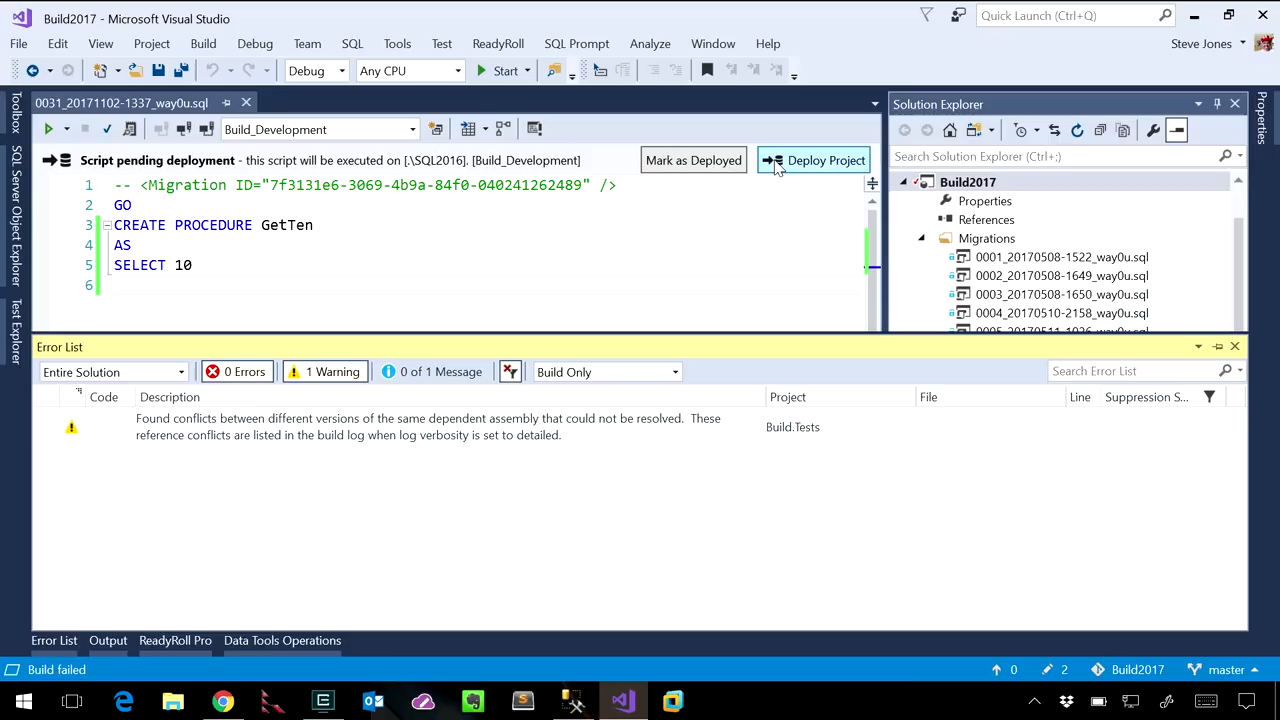 Build2017 - Microsoft Visual Studio
Quick Launch (Ctrl+Q)
File Edit View Project Build Debug Team SQL Tools Test ReadyRoll SQL Prompt Analyze Window Help
Steve Jones
Debug Any CPU Start
Toolbox
SQL Server Object Explorer
Test Explorer
0031_20171102-1337_way0u.sql
Build_Development
Script pending deployment - this script will be executed on [.\SQL2016]. [Build_Development]
Mark as Deployed
Deploy Project
1 -- <Migration ID="7f3131e6-3069-4b9a-84f0-040241262489" />
2 GO
3 CREATE PROCEDURE GetTen
4 AS
5 SELECT 10
6
Solution Explorer
Search Solution Explorer (Ctrl+;)
Build2017
Properties
References
Migrations
0001_20170508-1522_way0u.sql
0002_20170508-1649_way0u.sql
0003_20170508-1650_way0u.sql
0004_20170510-2158_way0u.sql
0005_20170511-1026_way0u.sql
Properties
Error List
Entire Solution 0 Errors 1 Warning 0 of 1 Message Build Only
Search Error List
Code Description Project File Line Suppression S...
Found conflicts between different versions of the same dependent assembly that could not be resolved. These
reference conflicts are listed in the build log when log verbosity is set to detailed.
Build.Tests
Error List Output ReadyRoll Pro Data Tools Operations
Build failed
0 2 Build2017 master